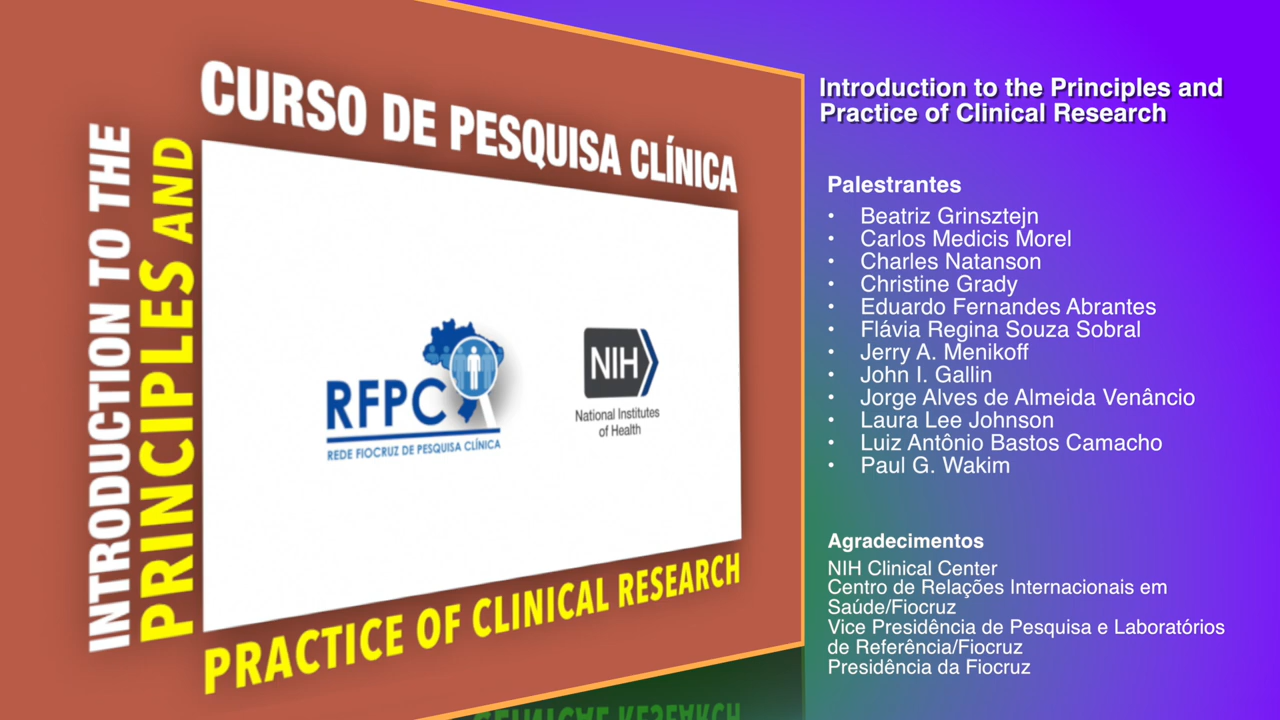 CURSO DE PESQUISA CLÍNICA
INTRODUCTION TO THE
PRINCIPLES AND
PRACTICE OF CLINICAL RESEARCH
RFPC
REDE FIOCRUZ DE PESQUISA CLÍNICA
NIH
National Institutes
of Health
Introduction to the Principles and
Practice of Clinical Research
Palestrantes
• Beatriz Grinsztejn
• Carlos Medicis Morel
• Charles Natanson
• Christine Grady
• Eduardo Fernandes Abrantes
• Flávia Regina Souza Sobral
• Jerry A. Menikoff
• John I. Gallin
• Jorge Alves de Almeida Venâncio
• Laura Lee Johnson
• Luiz Antônio Bastos Camacho
• Paul G. Wakim
Agradecimentos
NIH Clinical Center
Centro de Relações Internacionais em
Saúde/Fiocruz
Vice Presidência de Pesquisa e Laboratórios
de Referência/Fiocruz
Presidência da Fiocruz